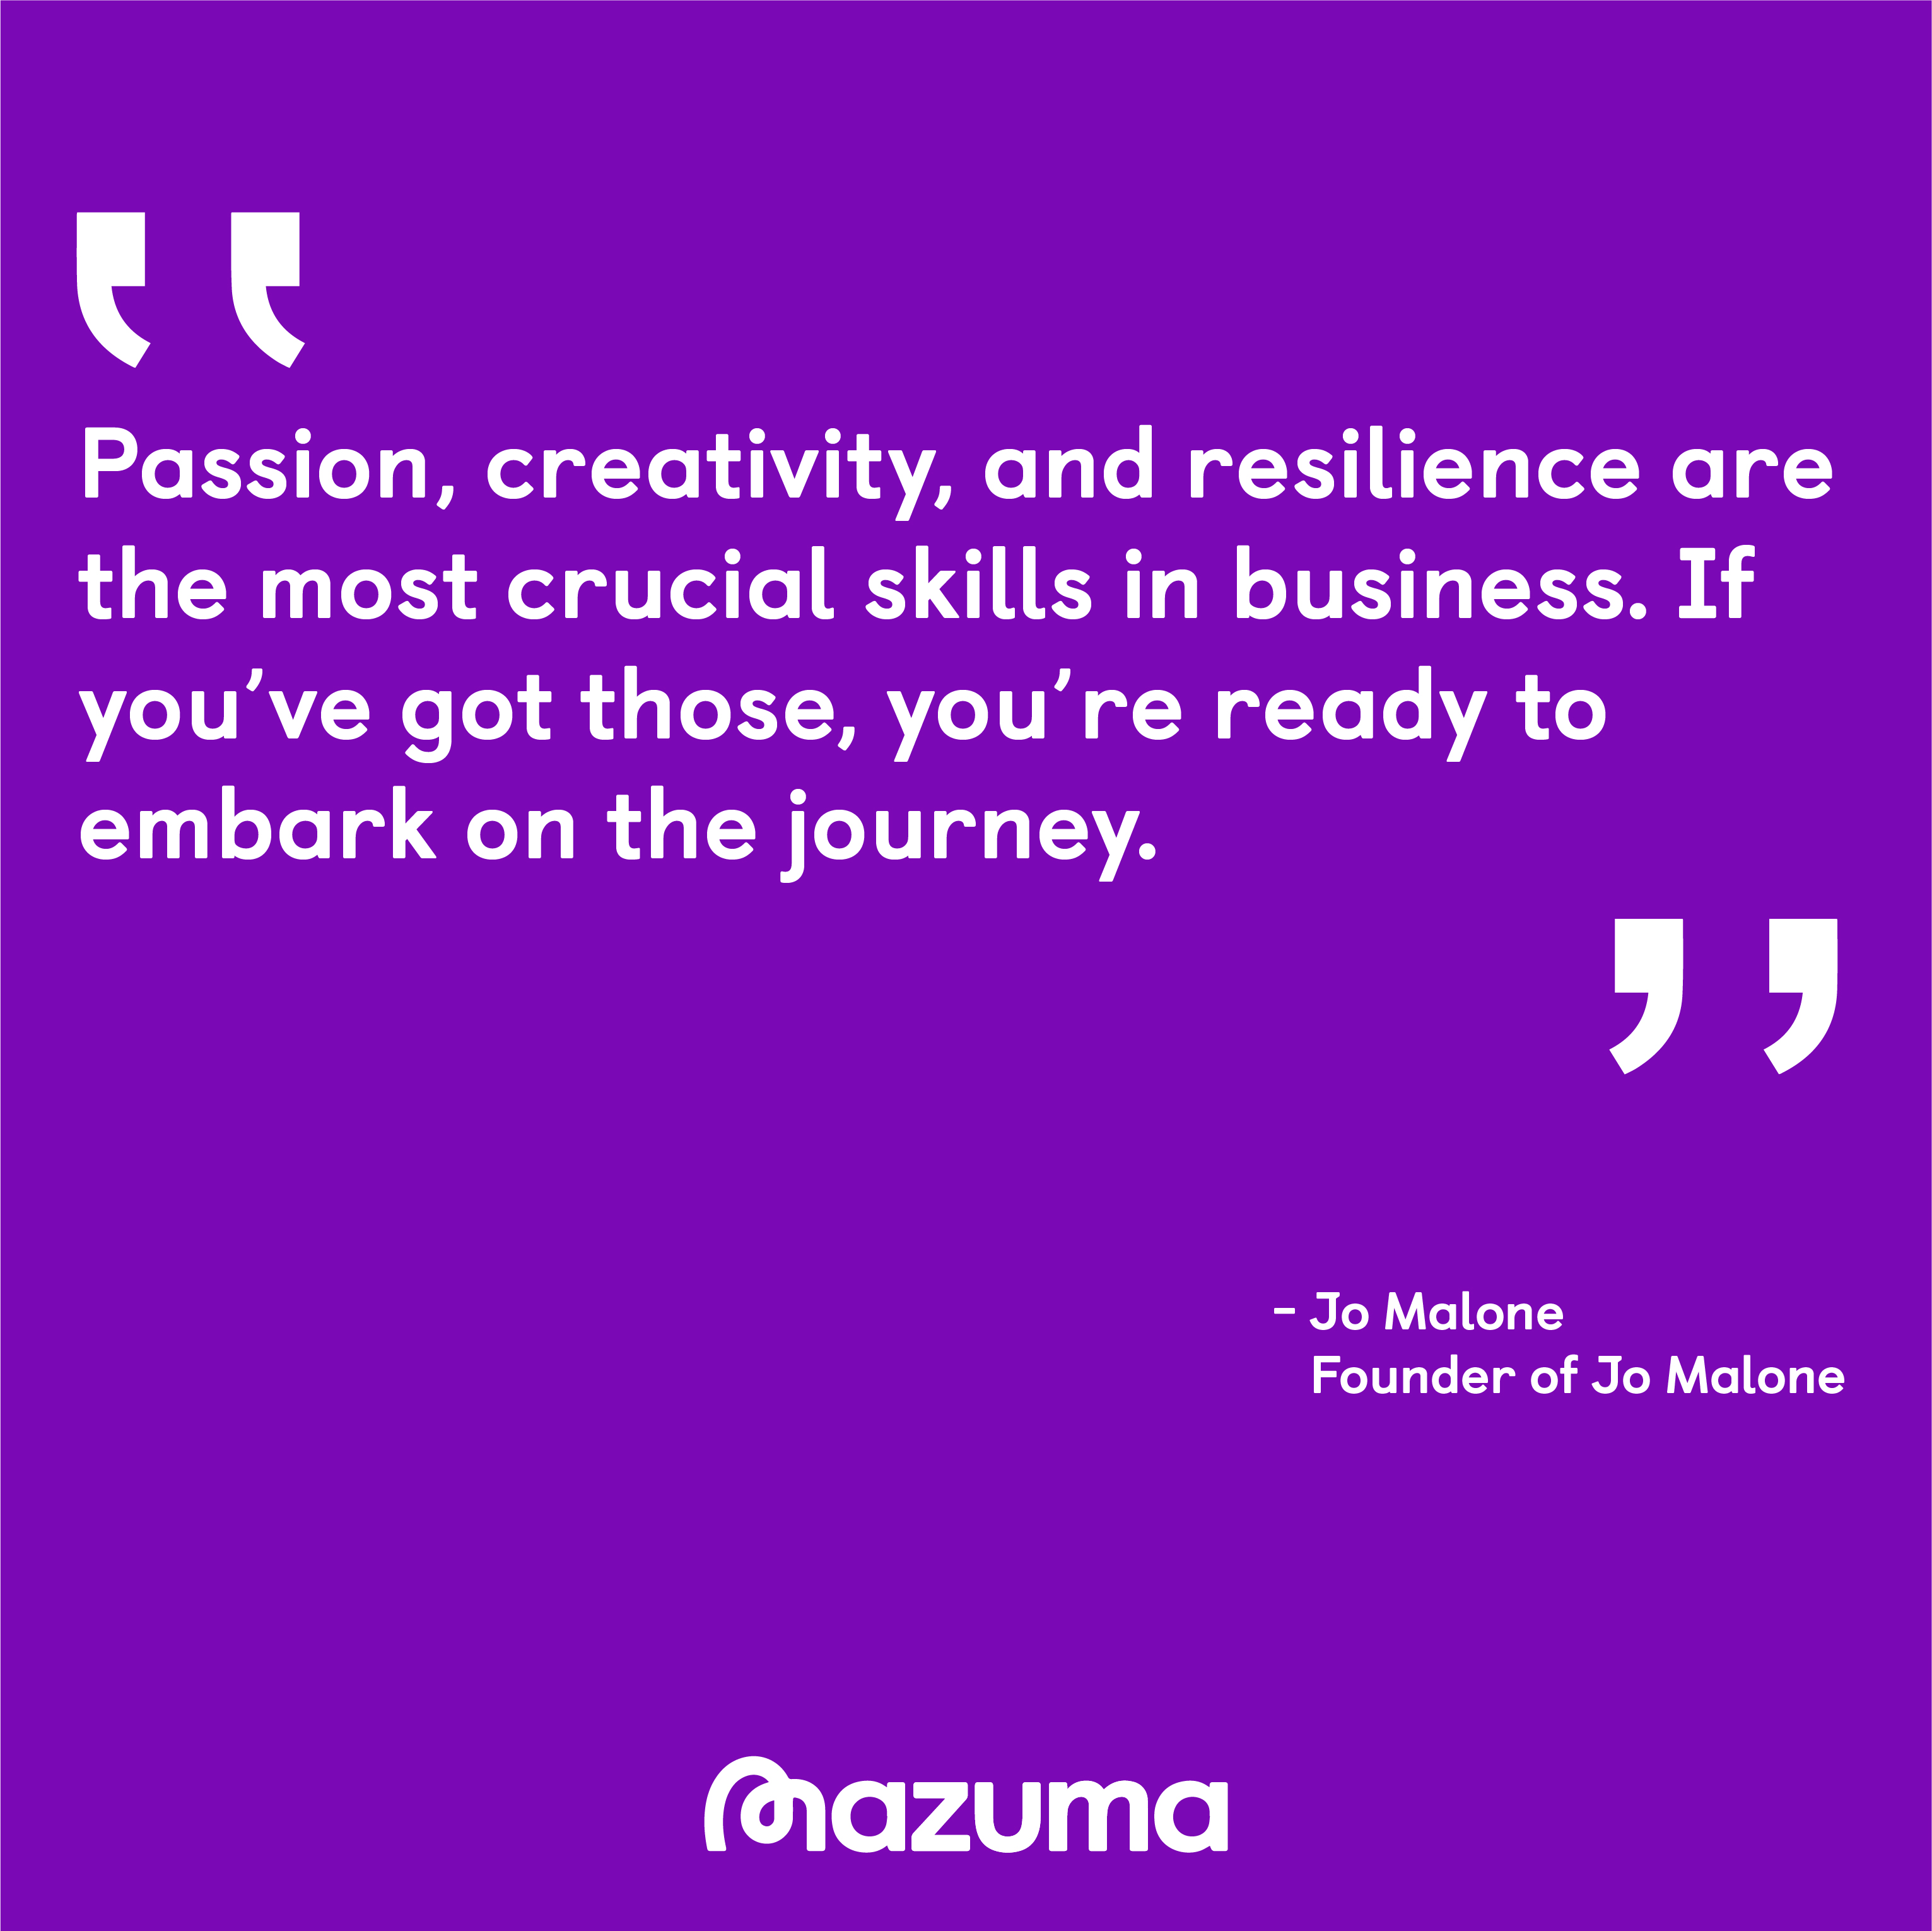 Passion, creativity, and resilience are
the most crucial skills in business. If
you’ve got those, you’re ready to
embark on the journey.
– Jo Malone
Founder of Jo Malone
mazuma